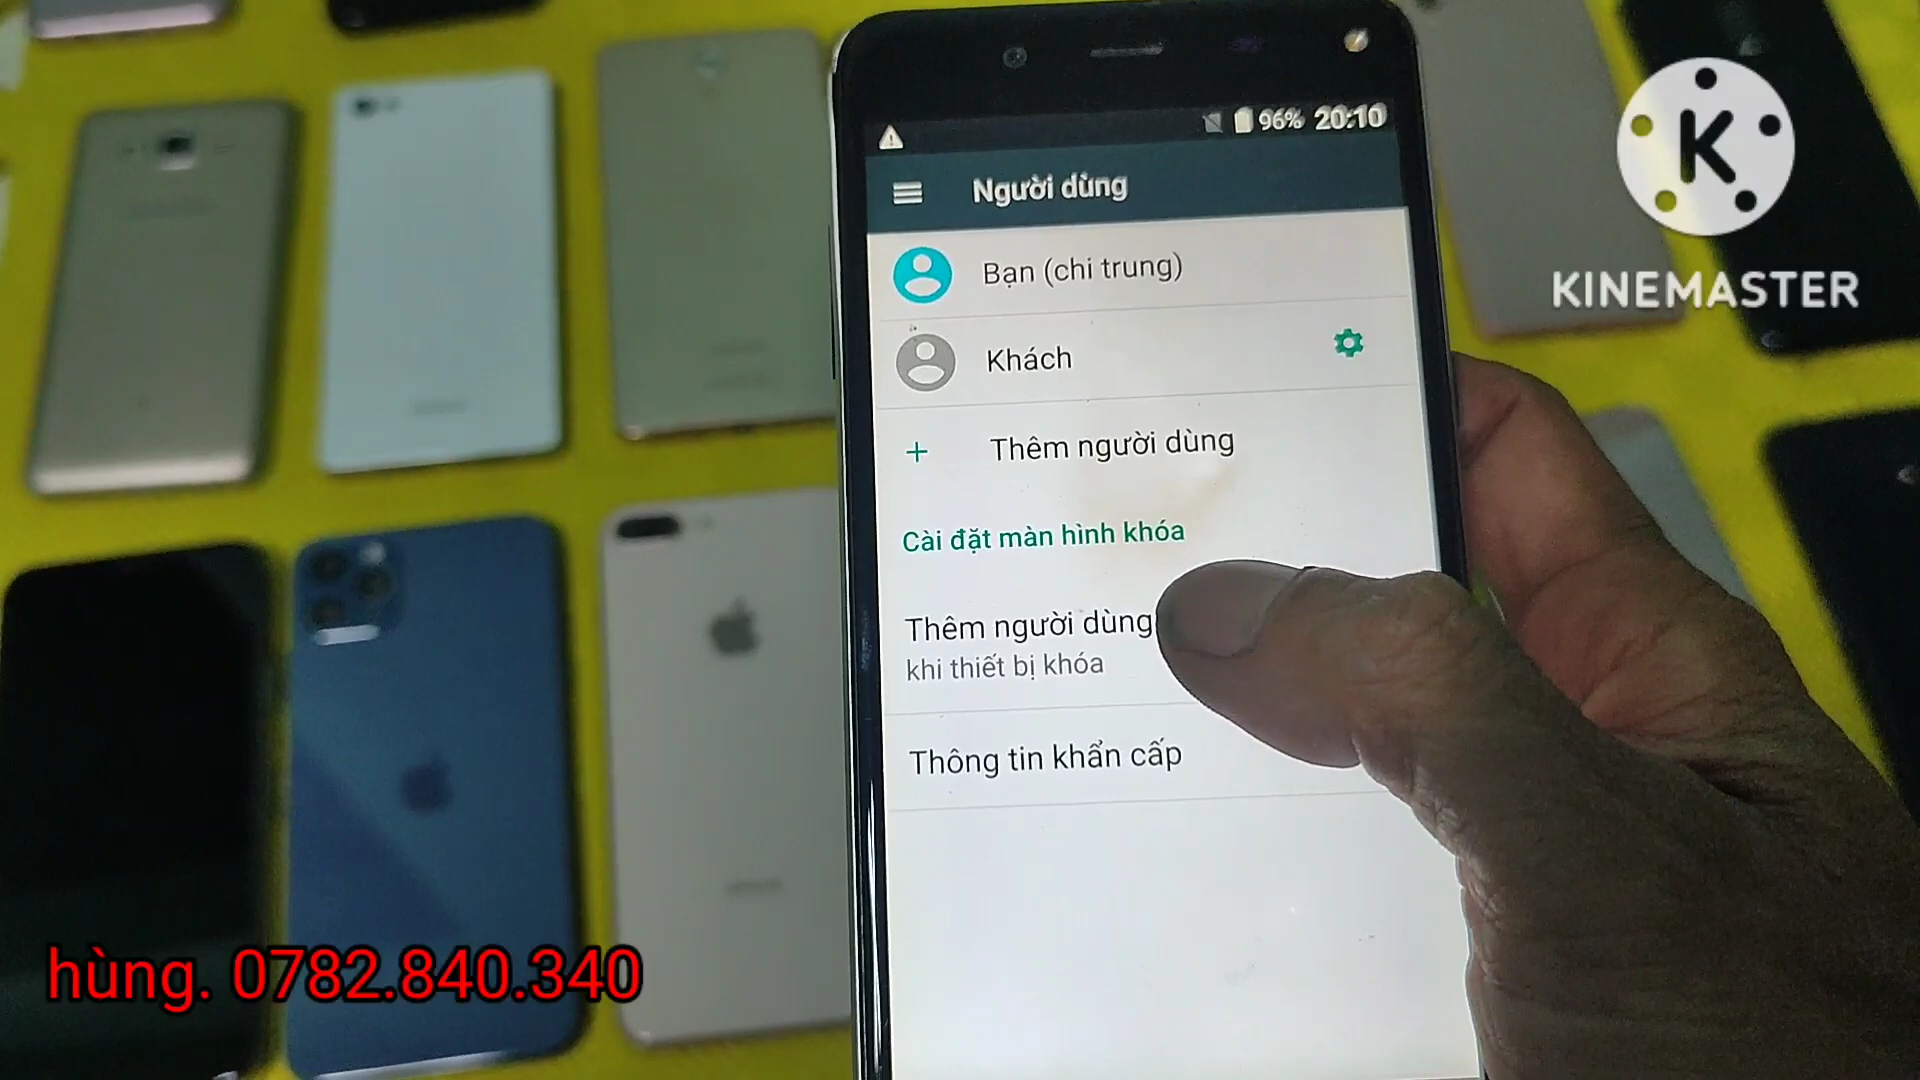 96% 20:10
Người dùng
Bạn (chi trung)
Khách
Thêm người dùng
Cài đặt màn hình khóa
Thêm người dùng
khi thiết bị khóa
Thông tin khẩn cấp
K
KINEMASTER
hùng. 0782.840.340